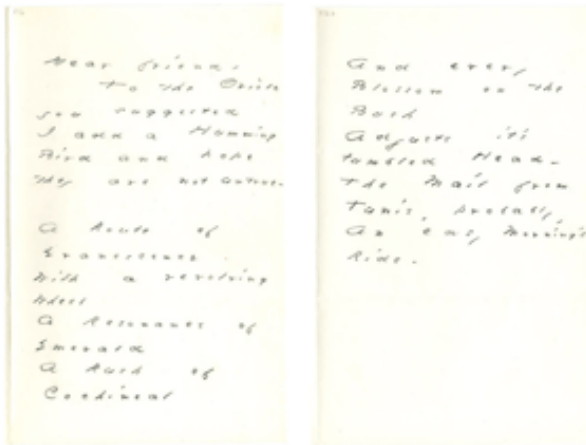 Dear friend.
To the Oriole
you suggested
I add a Humming
Bird and hope
they are not untrue.
A Route of
Evanescence
With a revolving
Wheel
A Resonance of
Emerald
A Rush of
Cochineal
And every
Blossom on the
Bush
Adjusts it's
tumbled Head.
The Mail from
Tunis, probably,
An easy Morning's
Ride.